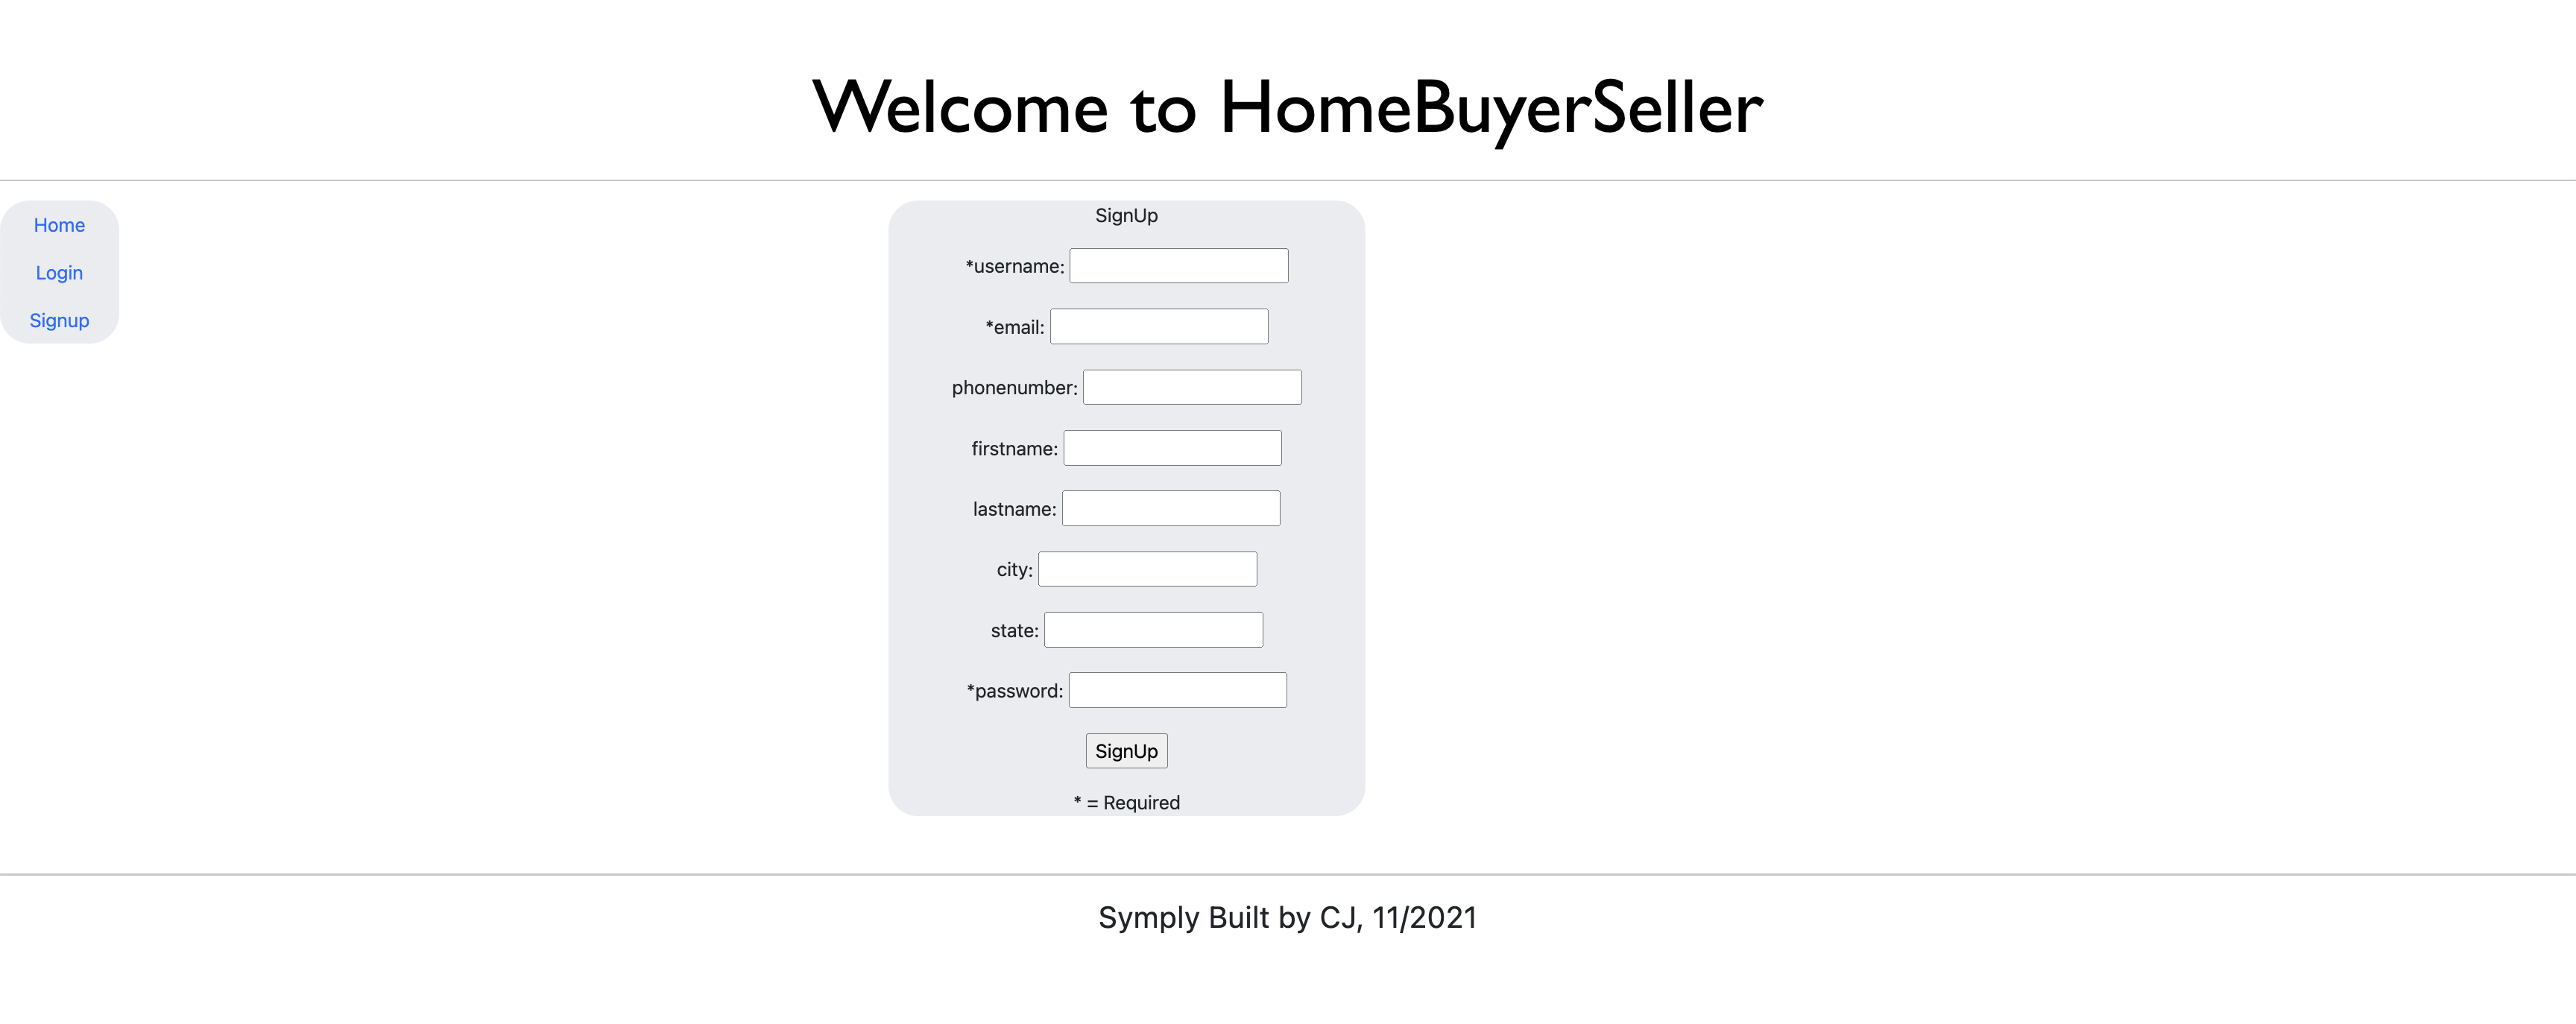 Welcome to HomeBuyerSeller
Home
Login
Signup
SignUp
*username:
*email:
phonenumber:
firstname:
lastname:
city:
state:
*password:
SignUp
* = Required
Symply Built by CJ, 11/2021